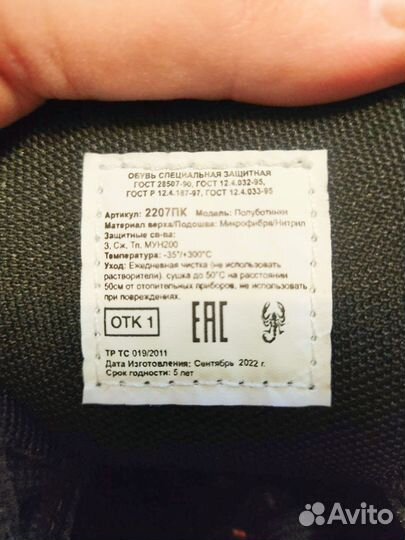 ОБУВЬ СПЕЦИАЛЬНАЯ ЗАЩИТНАЯ
ГОСТ 28507-90, ГОСТ 12.4.032-95,
ГОСТ Р 12.4.187-97, ГОСТ 12.4.033-95
Артикул: 2207ПК Модель: Полуботинки
Материал верха/Подошва: Микрофибра/Нитрил
Защитные св-ва:
З, Сж, Тп, МУН200
Температура: -35°/+300°С
Уход: Ежедневная чистка (не использовать
растворители), сушка до 50°С на расстоянии
50см от отопительных приборов, не использовать
при повреждениях.
ОТК 1
ЕАС
ТР ТС 019/2011
Дата Изготовления: Сентябрь 2022 г.
Срок годности: 5 лет
Avito